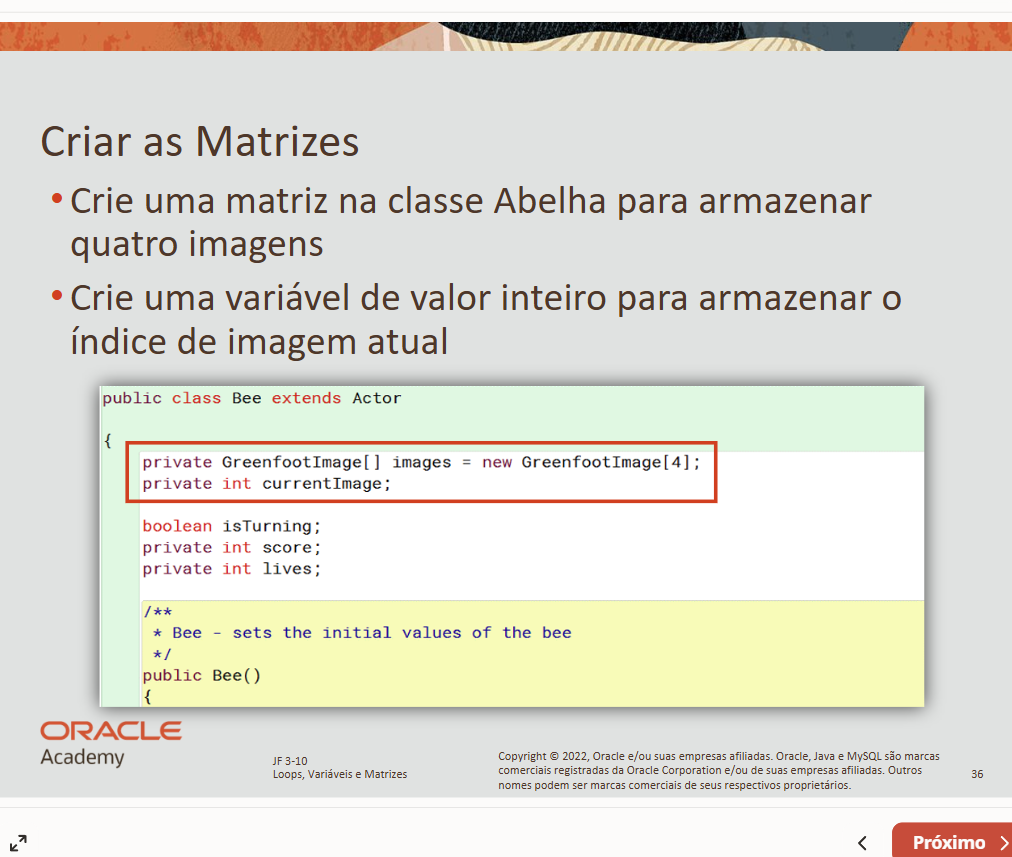 Criar as Matrizes
• Crie uma matriz na classe Abelha para armazenar
quatro imagens
• Crie uma variável de valor inteiro para armazenar o
índice de imagem atual
public class Bee extends Actor
{
private GreenfootImage[] images = new GreenfootImage[4];
private int currentImage;
boolean isTurning;
private int score;
private int lives;
/**
* Bee - sets the initial values of the bee
*/
public Bee()
{
ORACLE
Academy
JF 3-10
Loops, Variáveis e Matrizes
Copyright © 2022, Oracle e/ou suas empresas afiliadas. Oracle, Java e MySQL são marcas
comerciais registradas da Oracle Corporation e/ou de suas empresas afiliadas. Outros
nomes podem ser marcas comerciais de seus respectivos proprietários.
36
Próximo